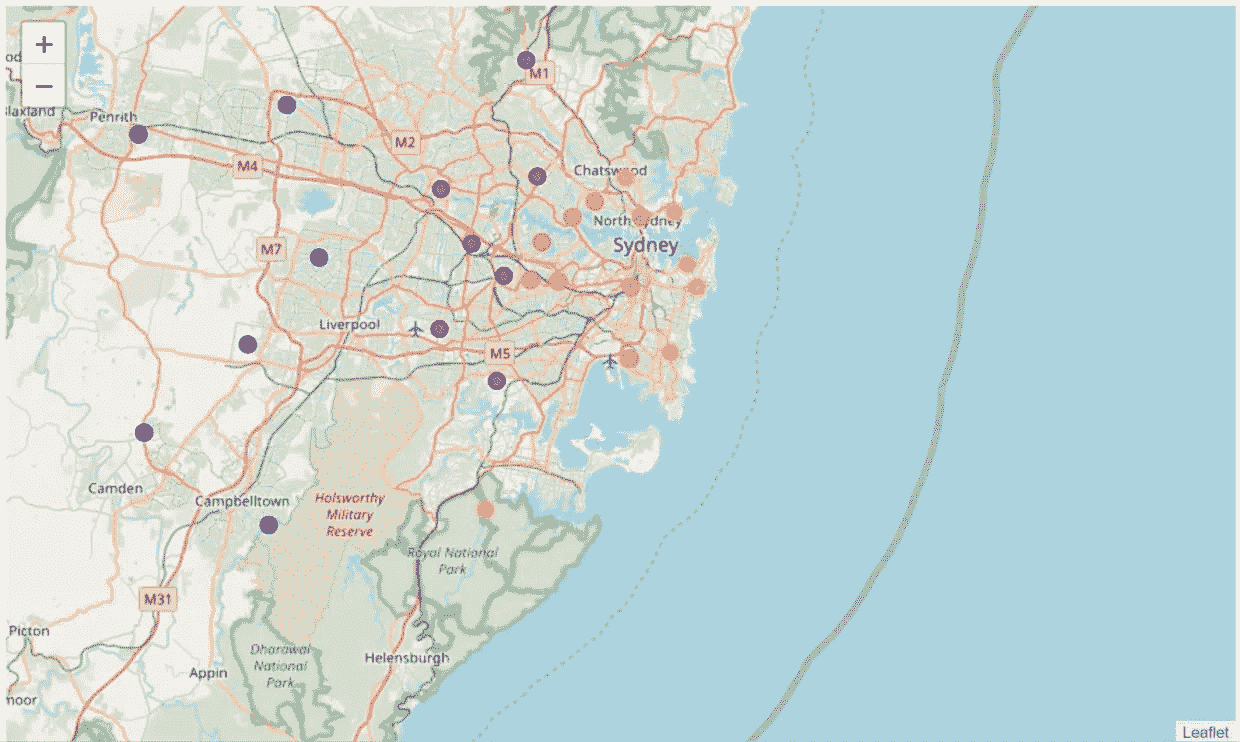 +
−
od
Blaxland
Penrith
M1
M2
M4
Chatswood
North Sydney
Sydney
M7
Liverpool
M5
Camden
Campbelltown
Holsworthy
Military
Reserve
Royal National
Park
M31
Picton
Dharawal
National
Park
Helensburgh
Appin
moor
Leaflet